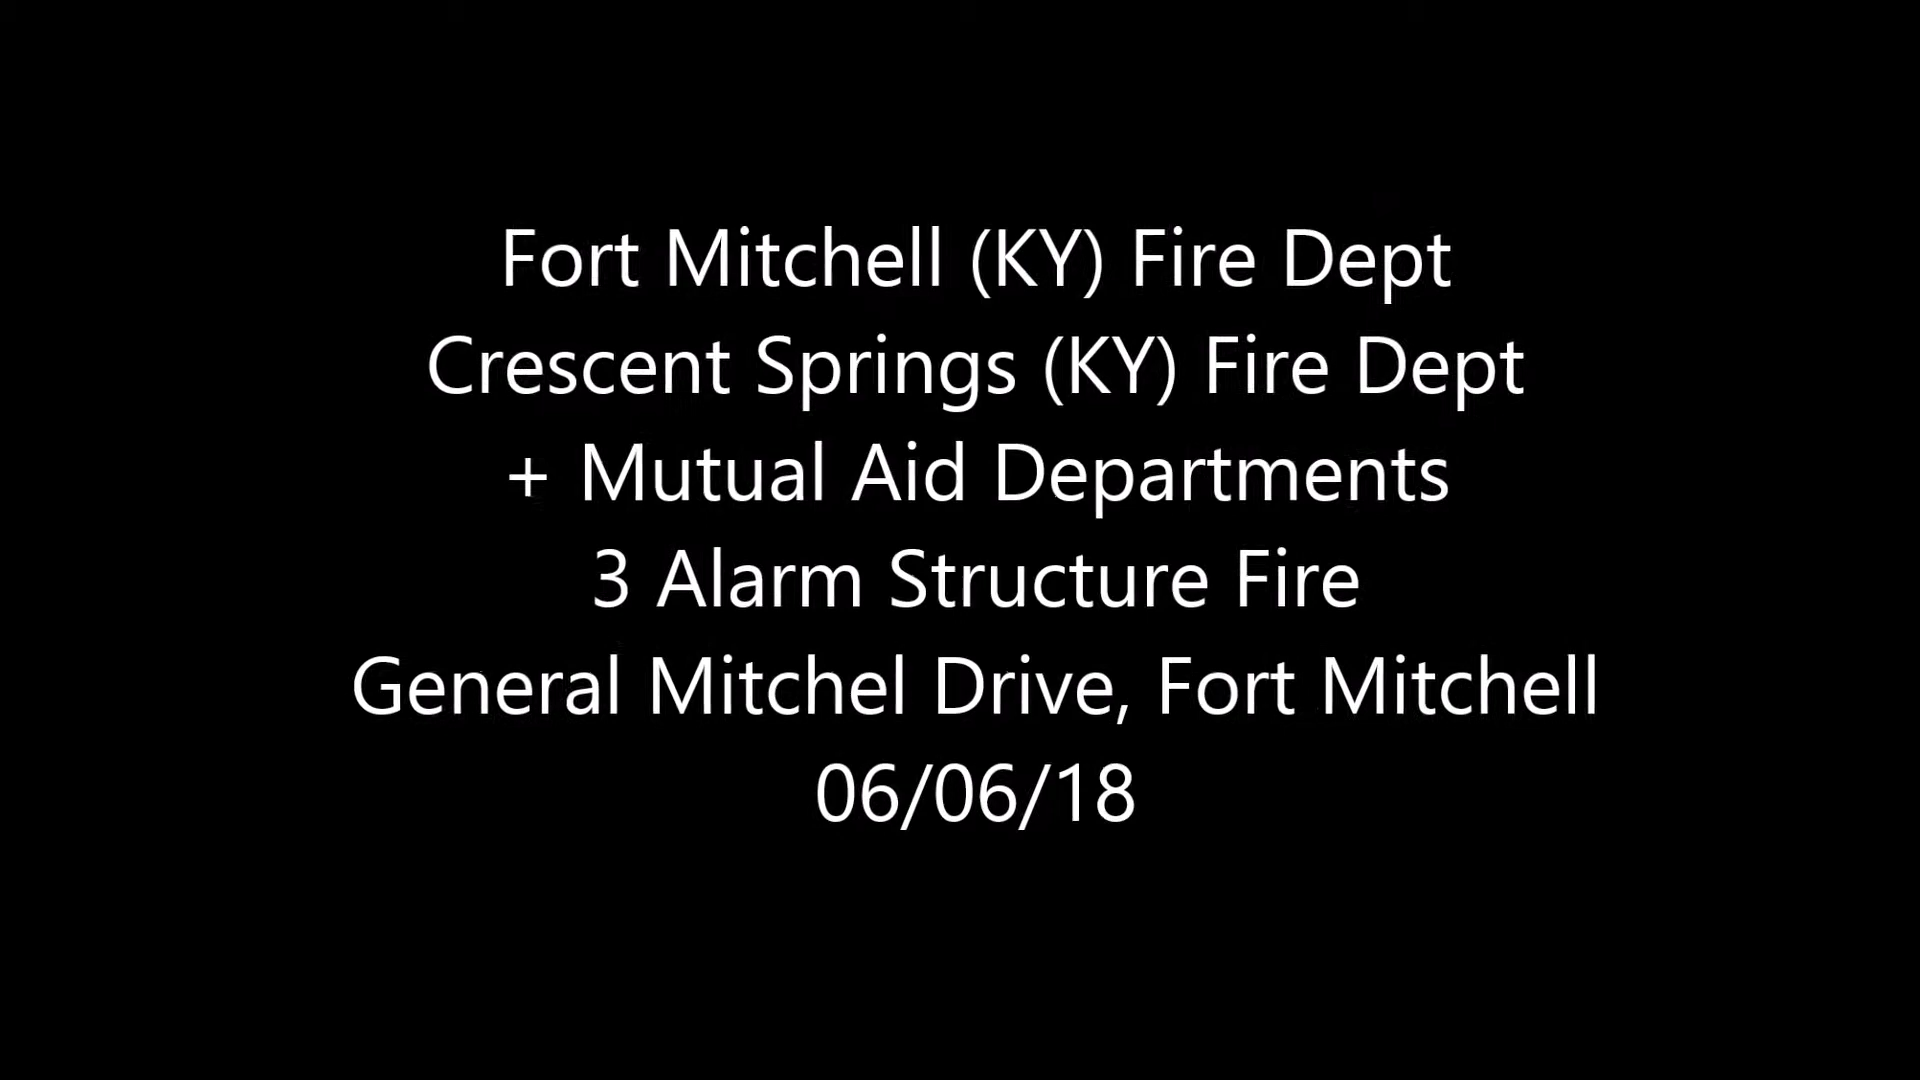 Fort Mitchell (KY) Fire Dept
Crescent Springs (KY) Fire Dept
+ Mutual Aid Departments
3 Alarm Structure Fire
General Mitchel Drive, Fort Mitchell
06/06/18